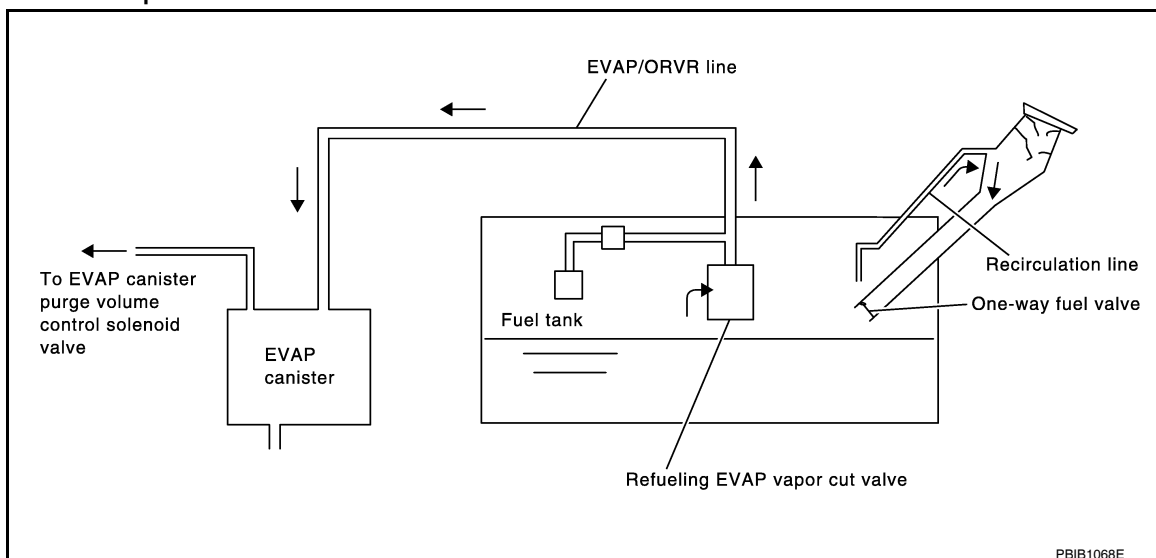 EVAP/ORVR line
Recirculation line
One-way fuel valve
To EVAP canister
purge volume
control solenoid
valve
Fuel tank
EVAP
canister
Refueling EVAP vapor cut valve
PBIB1068E